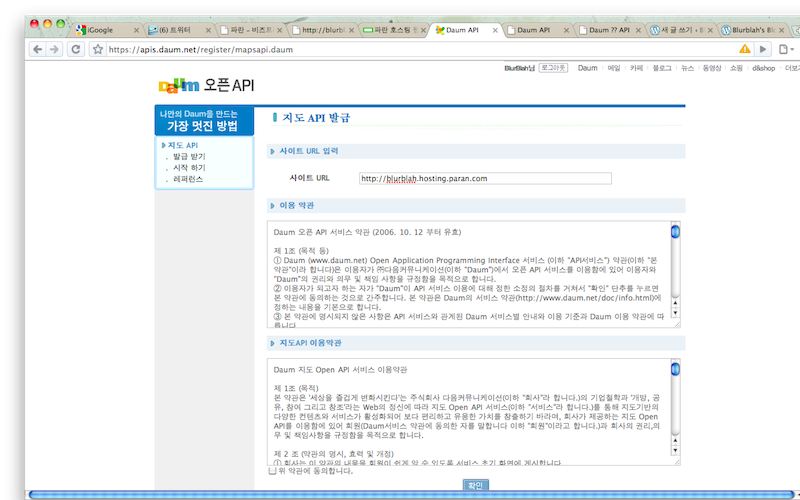 iGoogle
(6) 트위터
파란 - 비즈프
http://blurbl
파란 호스팅
Daum API
Daum API
Daum ?? API
새 글 쓰기 ‹ B
Blurblah's Blo
https://apis.daum.net/register/mapsapi.daum
BlurBlah님 로그아웃 Daum 메일 카페 블로그 뉴스 동영상 쇼핑 d&shop 더보
Daum 오픈 API
나만의 Daum을 만드는
가장 멋진 방법
지도 API
발급 받기
시작 하기
레퍼런스
지도 API 발급
사이트 URL 입력
사이트 URL http://blurblah.hosting.paran.com
이용 약관
Daum 오픈 API 서비스 약관 (2006. 10. 12 부터 유효)
제 1조 (목적 등)
① Daum (www.daum.net) Open Application Programming Interface 서비스 (이하 "API서비스") 약관(이하 "본
약관"이라 합니다)은 이용자가 ㈜다음커뮤니케이션(이하 "Daum")에서 오픈 API 서비스를 이용함에 있어 이용자와
"Daum"의 권리와 의무 및 책임 사항을 규정함을 목적으로 합니다.
② 이용자가 되고자 하는 자가 "Daum"이 API 서비스 이용에 대해 정한 소정의 절차를 거쳐서 "확인" 단추를 누르면
본 약관에 동의하는 것으로 간주합니다. 본 약관은 Daum의 서비스 약관(http://www.daum.net/doc/info.html)에
정하는 내용을 기본으로 합니다.
③ 본 약관에 명시되지 않은 사항은 API 서비스와 관계된 Daum 서비스별 안내와 이용 기준과 Daum 이용 약관에 따
릅니다
지도API 이용약관
Daum 지도 Open API 서비스 이용약관
제 1조 (목적)
본 약관은 '세상을 즐겁게 변화시킨다'는 주식회사 다음커뮤니케이션(이하 "회사"라 합니다.)의 기업철학과 '개방, 공
유, 참여 그리고 창조'라는 Web의 정신에 따라 지도 Open API 서비스(이하 "서비스"라 합니다.)를 통해 지도기반의
다양한 컨텐츠와 서비스가 활성화되어 보다 편리하고 유용한 가치를 창출하기 바라며, 회사가 제공하는 지도 Open
API를 이용함에 있어 회원(Daum서비스 약관에 동의한 자를 말합니다 이하 "회원"이라고 합니다.)과 회사의 권리,의
무 및 책임사항을 규정함을 목적으로 합니다.
제 2 조 (약관의 명시, 효력 및 개정)
① 회사는 이 약관의 내용을 회원이 쉽게 알 수 있도록 서비스 초기 화면에 게시합니다
위 약관에 동의합니다.
확인